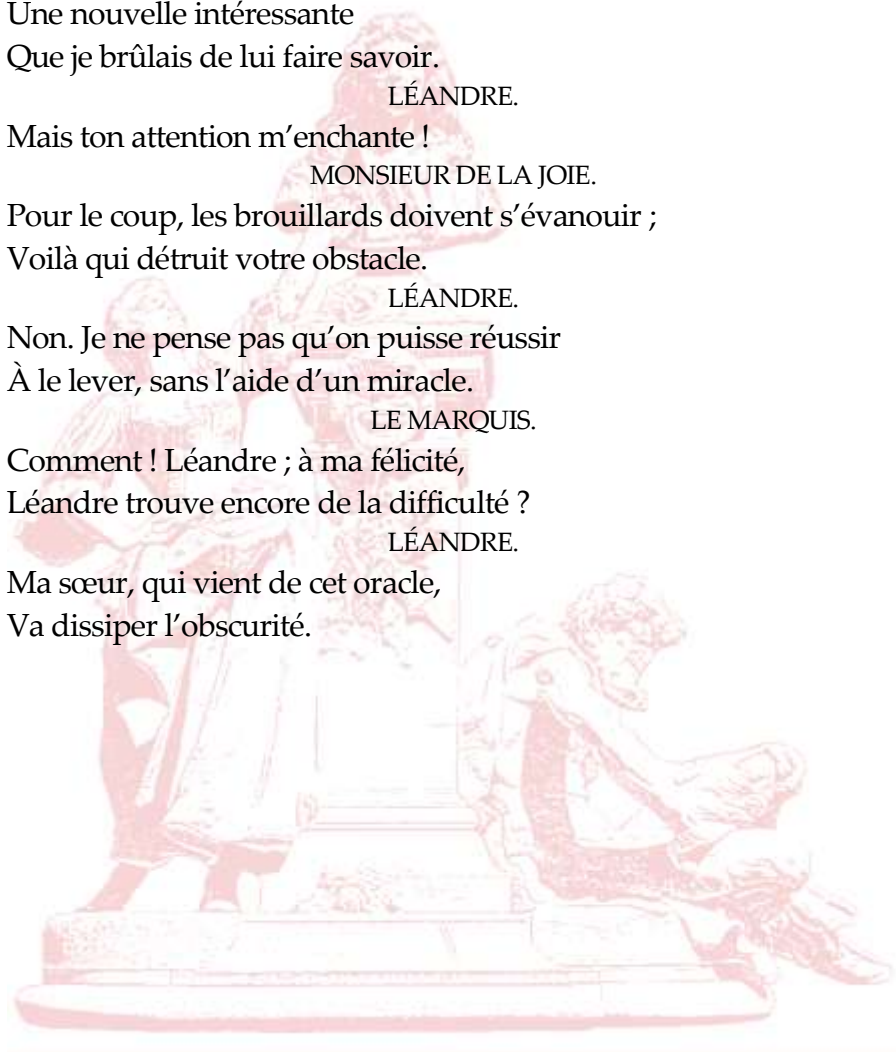 Une nouvelle intéressante
Que je brûlais de lui faire savoir.
LÉANDRE.
Mais ton attention m’enchante !
MONSIEUR DE LA JOIE.
Pour le coup, les brouillards doivent s’évanouir ;
Voilà qui détruit votre obstacle.
LÉANDRE.
Non. Je ne pense pas qu’on puisse réussir
À le lever, sans l’aide d’un miracle.
LE MARQUIS.
Comment ! Léandre ; à ma félicité,
Léandre trouve encore de la difficulté ?
LÉANDRE.
Ma sœur, qui vient de cet oracle,
Va dissiper l’obscurité.